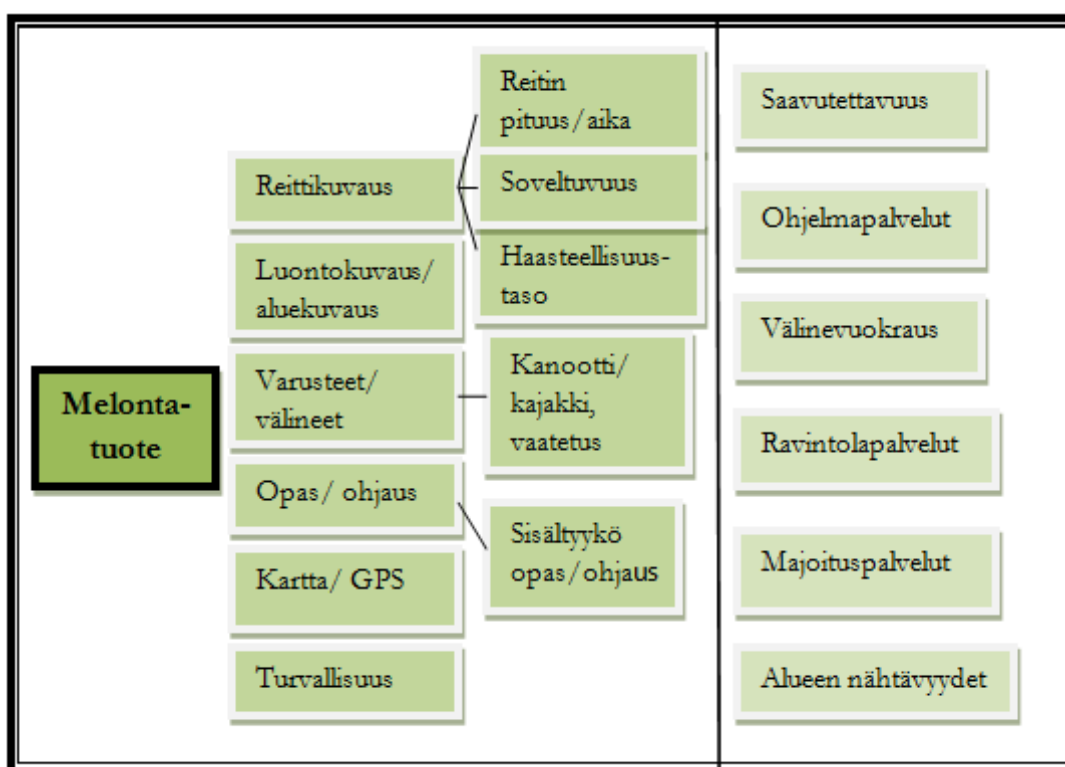 Melonta-
tuote
Reittikuvaus
Luontokuvaus/
aluekuvaus
Varusteet/
välineet
Opas/ ohjaus
Kartta/ GPS
Turvallisuus
Reitin
pituus/aika
Soveltuvuus
Haasteellisuus-
taso
Kanootti/
kajakki,
vaatetus
Sisältyykö
opas/ohjaus
Saavutettavuus
Ohjelmapalvelut
Välinevuokraus
Ravintolapalvelut
Majoituspalvelut
Alueen nähtävyydet